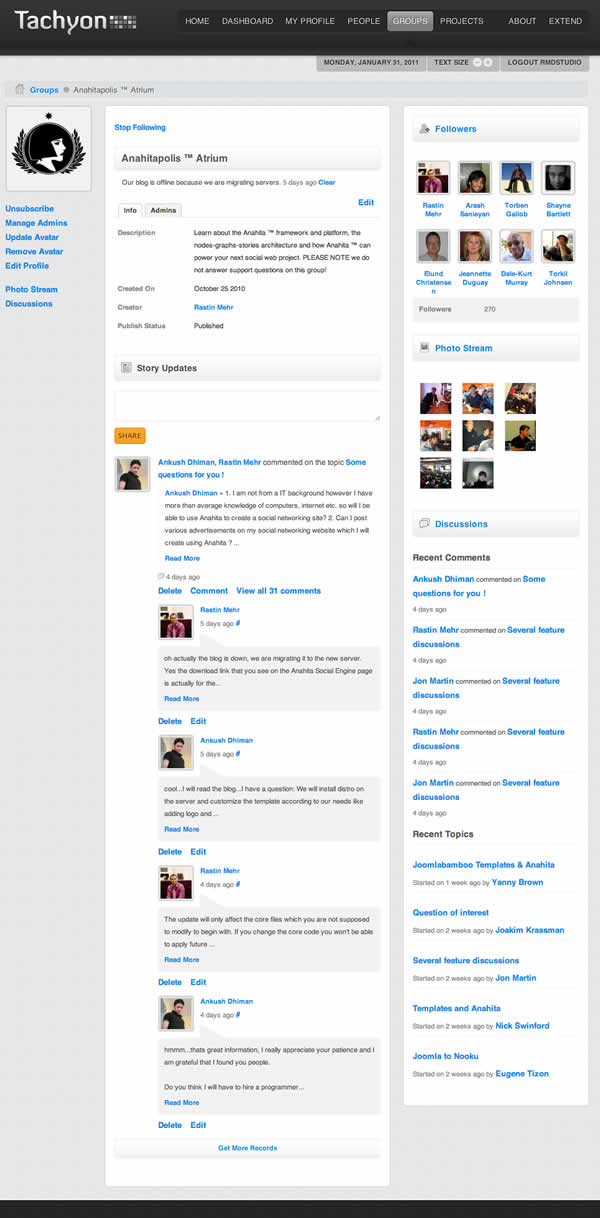 Tachyon
HOME DASHBOARD MY PROFILE PEOPLE GROUPS PROJECTS ABOUT EXTEND
MONDAY, JANUARY 31, 2011 TEXT SIZE LOGOUT RMDSTUDIO
Groups Anahitapolis ™ Atrium
Unsubscribe
Manage Admins
Update Avatar
Remove Avatar
Edit Profile
Photo Stream
Discussions
Stop Following
Anahitapolis ™ Atrium
Our blog is offline because we are migrating servers. 5 days ago Clear
Edit
Info Admins
Description Learn about the Anahita ™ framework and platform, the
nodes-graphs-stories architecture and how Anahita ™ can
power your next social web project. PLEASE NOTE we do
not answer support questions on this group!
Created On October 25 2010
Creator Rastin Mehr
Publish Status Published
Story Updates
SHARE
Ankush Dhiman, Rastin Mehr commented on the topic Some
questions for you !
Ankush Dhiman » 1. I am not from a IT background however I have
more than average knowledge of computers, internet etc. so will I be
able to use Anahita to create a social networking site? 2. Can I post
various advertisements on my social networking website which I will
create using Anahita ? ...
Read More
4 days ago
Delete Comment View all 31 comments
Rastin Mehr
5 days ago #
oh actually the blog is down, we are migrating it to the new server.
Yes the download link that you see on the Anahita Social Engine page
is actually for the...
Read More
Delete Edit
Ankush Dhiman
5 days ago #
cool...I will read the blog...I have a question: We will install distro on
the server and customize the template according to our needs like
adding logo and ...
Read More
Delete Edit
Rastin Mehr
4 days ago #
The update will only affect the core files which you are not supposed
to modify to begin with. If you change the core code you won't be able
to apply future ...
Read More
Delete Edit
Ankush Dhiman
4 days ago #
hmmm...thats great information, I really appreciate your patience and I
am grateful that I found you people.
Do you think I will have to hire a programmer...
Read More
Delete Edit
Get More Records
Followers
Rastin Mehr
Arash Sanieyan
Torben Gallob
Shayne Bartlett
Elund Christensen
Jeannette Duguay
Dale-Kurt Murray
Torkil Johnsen
Followers 270
Photo Stream
Discussions
Recent Comments
Ankush Dhiman commented on Some
questions for you !
4 days ago
Rastin Mehr commented on Several feature
discussions
4 days ago
Jon Martin commented on Several feature
discussions
4 days ago
Rastin Mehr commented on Several feature
discussions
4 days ago
Jon Martin commented on Several feature
discussions
4 days ago
Recent Topics
Joomlabamboo Templates & Anahita
Started on 1 week ago by Yanny Brown
Question of interest
Started on 2 weeks ago by Joakim Krassman
Several feature discussions
Started on 2 weeks ago by Jon Martin
Templates and Anahita
Started on 2 weeks ago by Nick Swinford
Joomla to Nooku
Started on 2 weeks ago by Eugene Tizon